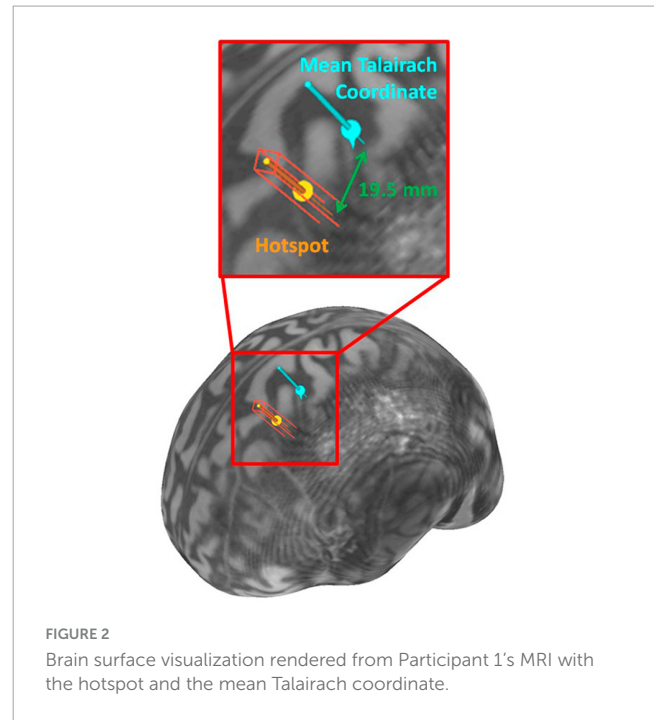 Mean Talairach
Coordinate
19.5 mm
Hotspot
FIGURE 2
Brain surface visualization rendered from Participant 1's MRI with
the hotspot and the mean Talairach coordinate.